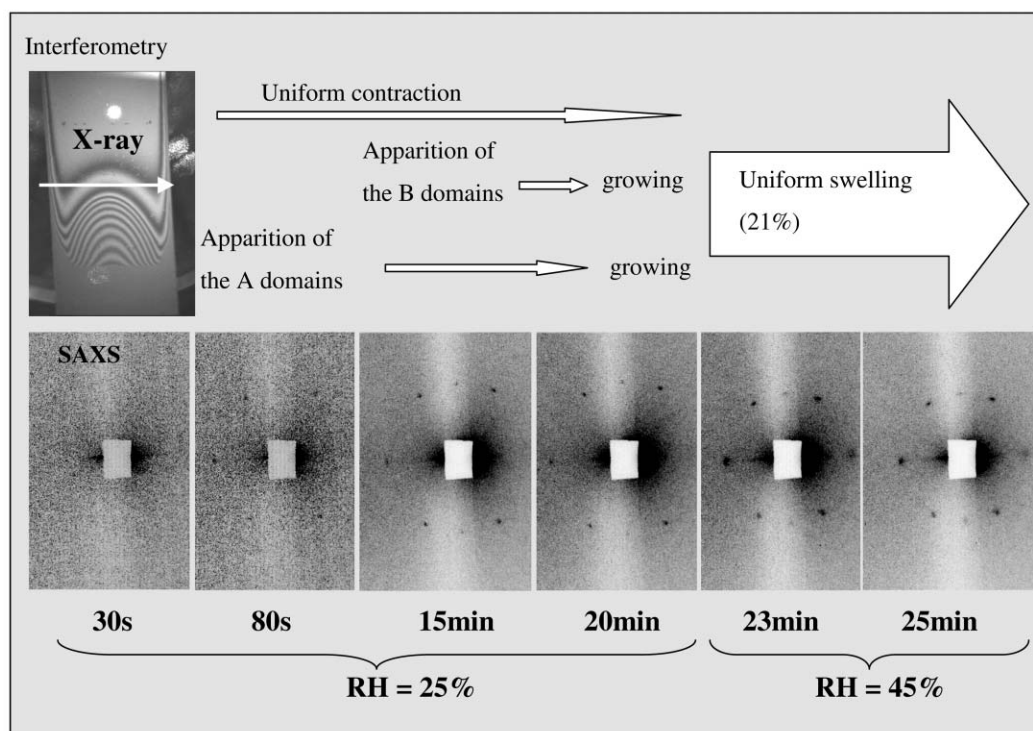 Interferometry
X-ray
Uniform contraction
Apparition of
the B domains
growing
Uniform swelling
(21%)
Apparition of
the A domains
growing
SAXS
30s
80s
15min
20min
23min
25min
RH = 25%
RH = 45%